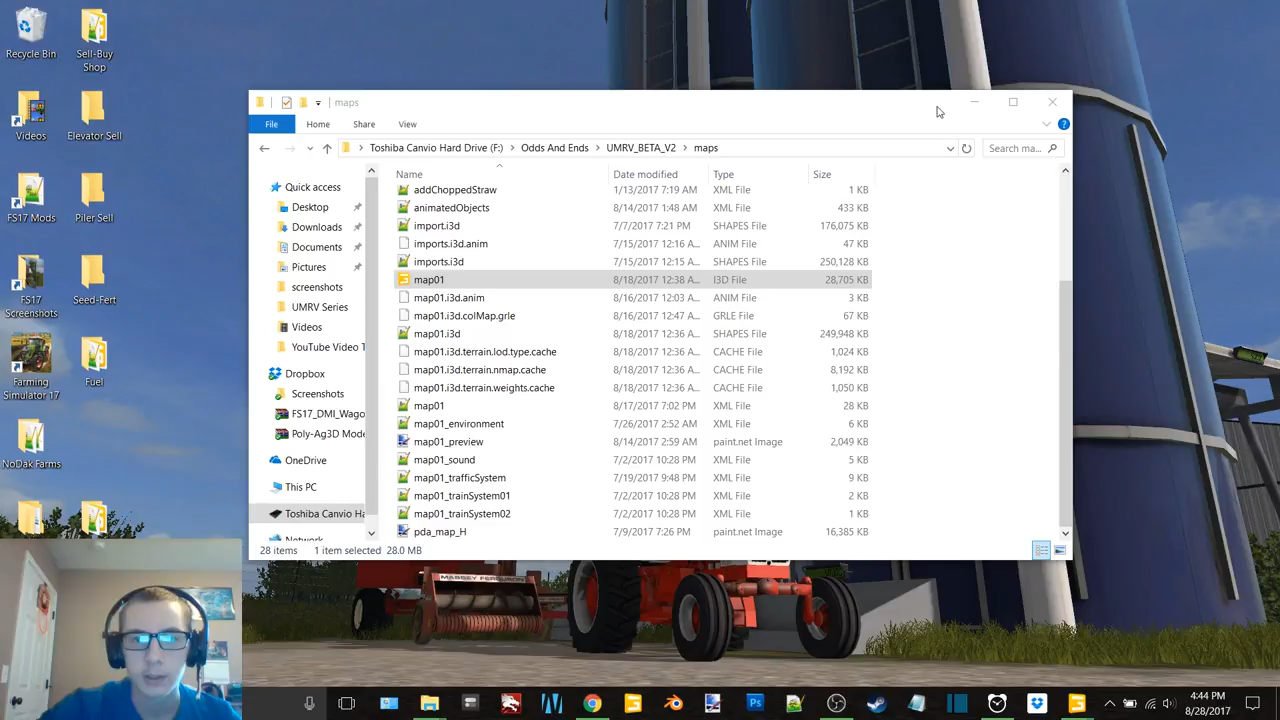 Recycle Bin
Sell-Buy
Shop
Videos
Elevator Sell
FS17 Mods
Piler Sell
FS17
Screenshots
Seed-Fert
Farming
Simulator 17
Fuel
NoDak Farms
maps
File
Home
Share
View
Toshiba Canvio Hard Drive (F:)
Odds And Ends
UMRV_BETA_V2
maps
Search ma...
Name
Date modified
Type
Size
Quick access
Desktop
Downloads
Documents
Pictures
screenshots
UMRV Series
Videos
YouTube Video T
Dropbox
Screenshots
FS17_DMI_Wago
Poly-Ag3D Mode
OneDrive
This PC
Toshiba Canvio Ha
Network
addChoppedStraw 1/13/2017 7:19 AM XML File 1 KB
animatedObjects 8/14/2017 1:48 AM XML File 433 KB
import.i3d 7/7/2017 7:21 PM SHAPES File 176,075 KB
imports.i3d.anim 7/15/2017 12:16 A... ANIM File 47 KB
imports.i3d 7/15/2017 12:15 A... SHAPES File 250,128 KB
map01 8/18/2017 12:38 A... I3D File 28,705 KB
map01.i3d.anim 8/16/2017 12:03 A... ANIM File 3 KB
map01.i3d.colMap.grle 8/16/2017 12:47 A... GRLE File 67 KB
map01.i3d 8/18/2017 12:36 A... SHAPES File 249,948 KB
map01.i3d.terrain.lod.type.cache 8/18/2017 12:36 A... CACHE File 1,024 KB
map01.i3d.terrain.nmap.cache 8/18/2017 12:36 A... CACHE File 8,192 KB
map01.i3d.terrain.weights.cache 8/18/2017 12:36 A... CACHE File 1,050 KB
map01 8/17/2017 7:02 PM XML File 28 KB
map01_environment 7/26/2017 2:52 AM XML File 6 KB
map01_preview 8/14/2017 2:59 AM paint.net Image 2,049 KB
map01_sound 7/2/2017 10:28 PM XML File 5 KB
map01_trafficSystem 7/19/2017 9:48 PM XML File 9 KB
map01_trainSystem01 7/2/2017 10:28 PM XML File 2 KB
map01_trainSystem02 7/2/2017 10:28 PM XML File 1 KB
pda_map_H 7/9/2017 7:26 PM paint.net Image 16,385 KB
28 items 1 item selected 28.0 MB
MASSEY FERGUSON
Ps
4:44 PM
8/28/2017